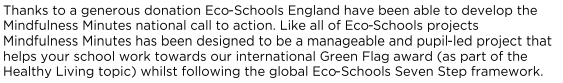 Thanks to a generous donation Eco-Schools England have been able to develop the
Mindfulness Minutes national call to action. Like all of Eco-Schools projects
Mindfulness Minutes has been designed to be a manageable and pupil-led project that
helps your school work towards our international Green Flag award (as part of the
Healthy Living topic) whilst following the global Eco-Schools Seven Step framework.